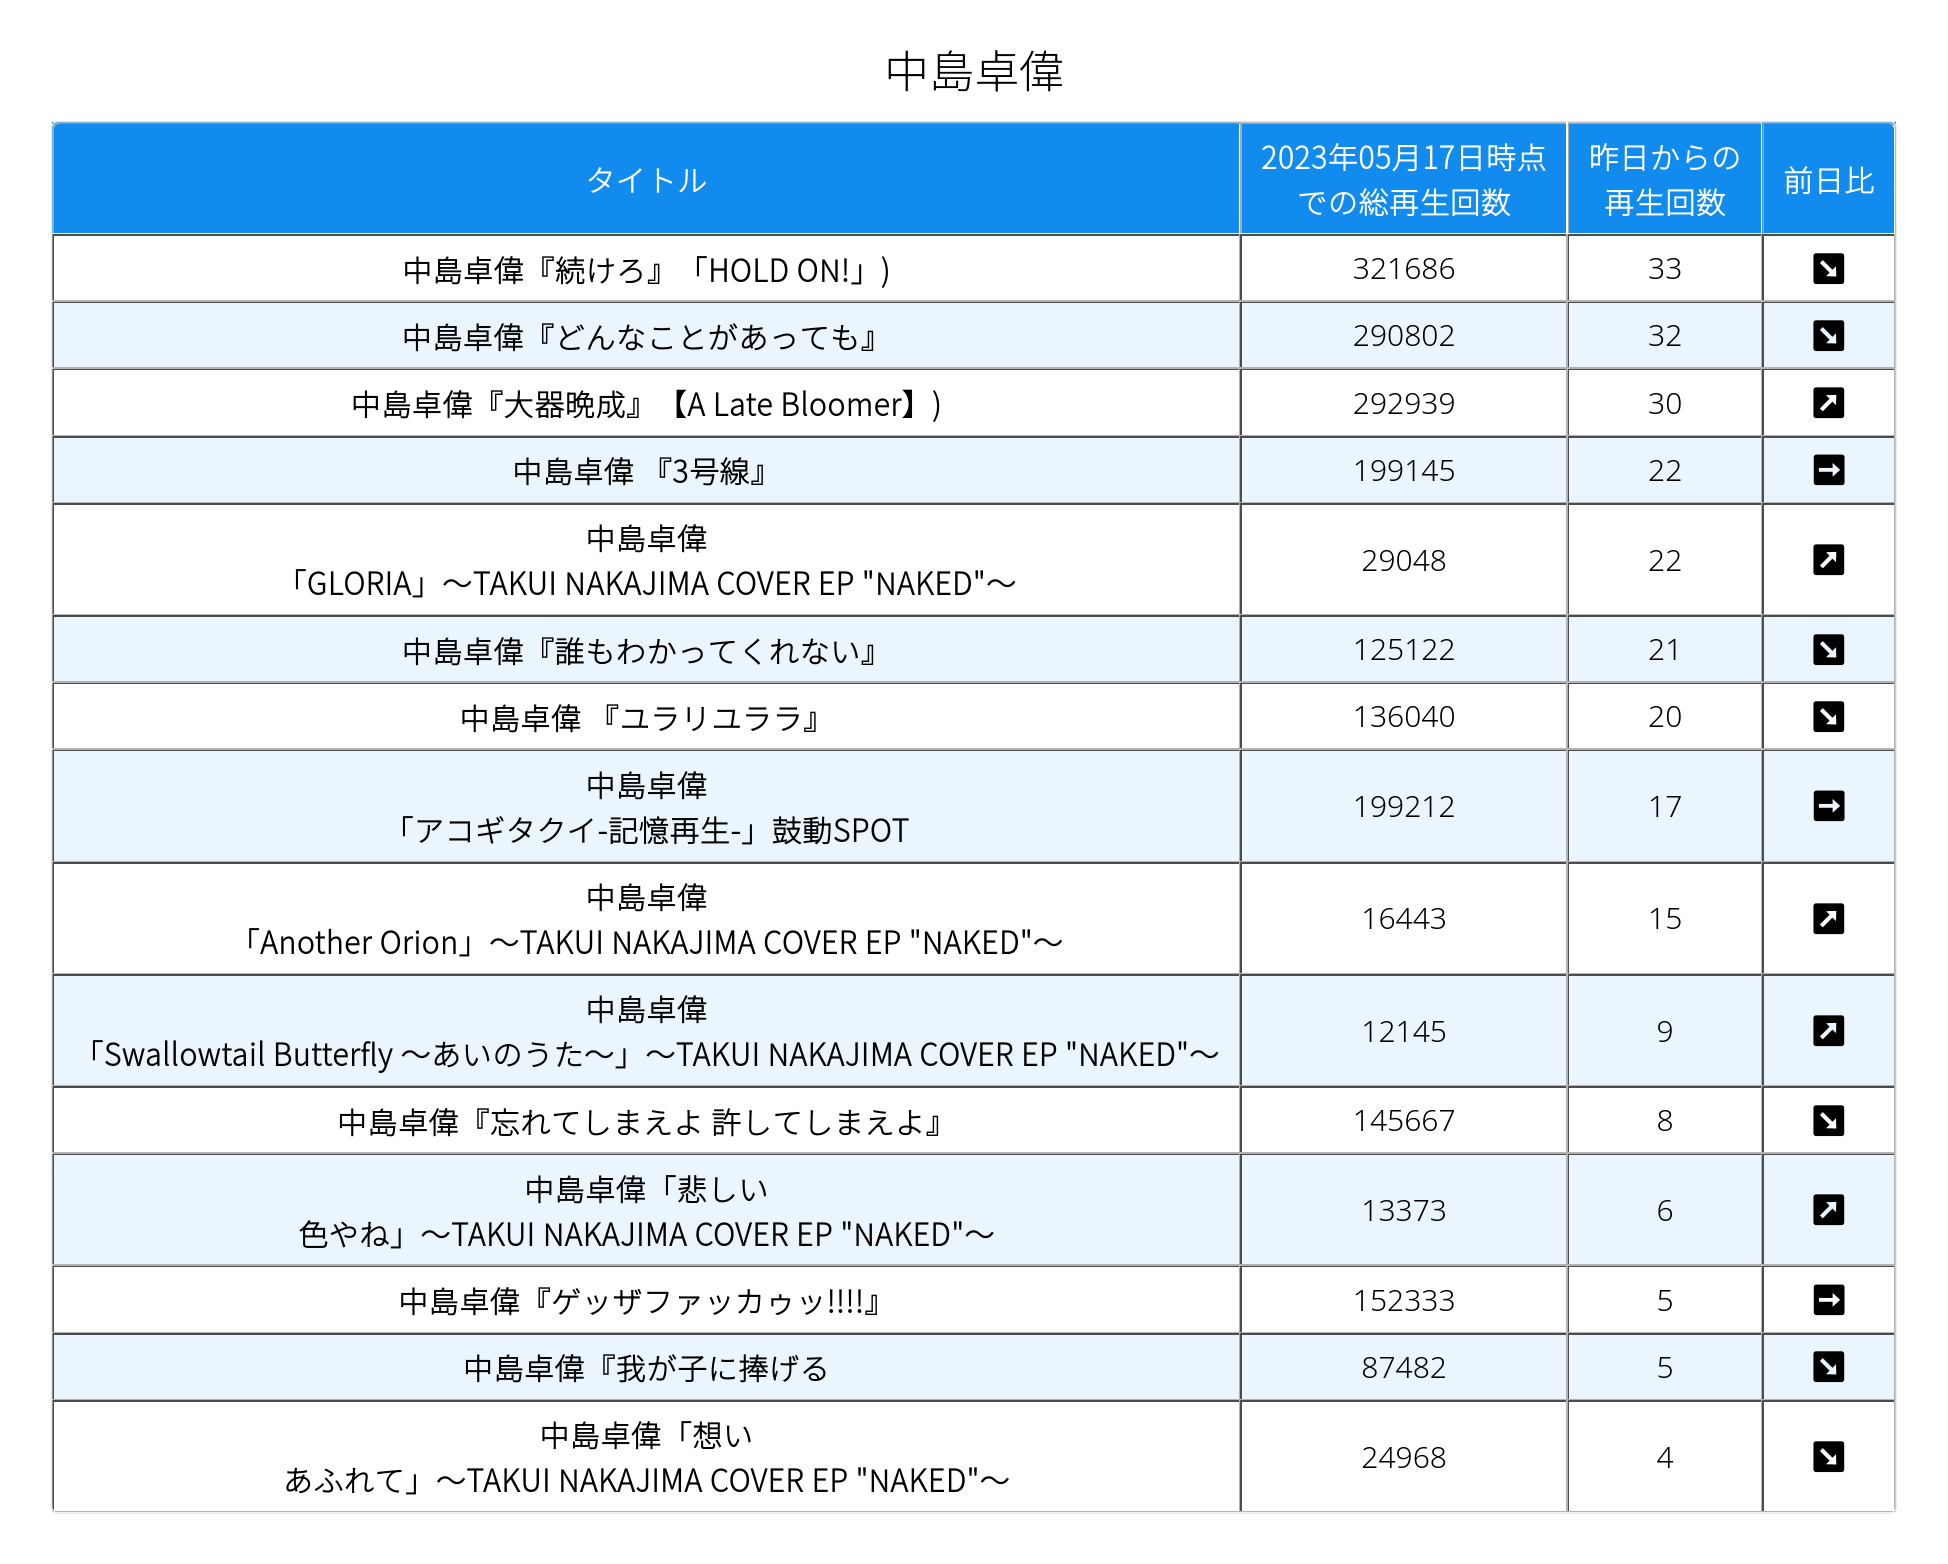 中島卓偉
タイトル
2023年05月17日時点
での総再生回数
昨日からの
再生回数
前日比
中島卓偉『続けろ』「HOLD ON!」)
321686
33
中島卓偉『どんなことがあっても』
290802
32
中島卓偉『大器晩成』【A Late Bloomer】)
292939
30
中島卓偉 『3号線』
199145
22
中島卓偉
「GLORIA」〜TAKUI NAKAJIMA COVER EP "NAKED"〜
29048
22
中島卓偉『誰もわかってくれない』
125122
21
中島卓偉 『ユラリユララ』
136040
20
中島卓偉
「アコギタクイ-記憶再生-」鼓動SPOT
199212
17
中島卓偉
「Another Orion」〜TAKUI NAKAJIMA COVER EP "NAKED"〜
16443
15
中島卓偉
「Swallowtail Butterfly 〜あいのうた〜」〜TAKUI NAKAJIMA COVER EP "NAKED"〜
12145
9
中島卓偉『忘れてしまえよ 許してしまえよ』
145667
8
中島卓偉「悲しい
色やね」〜TAKUI NAKAJIMA COVER EP "NAKED"〜
13373
6
中島卓偉『ゲッザファッカゥッ!!!!』
152333
5
中島卓偉『我が子に捧げる
87482
5
中島卓偉「想い
あふれて」〜TAKUI NAKAJIMA COVER EP "NAKED"〜
24968
4